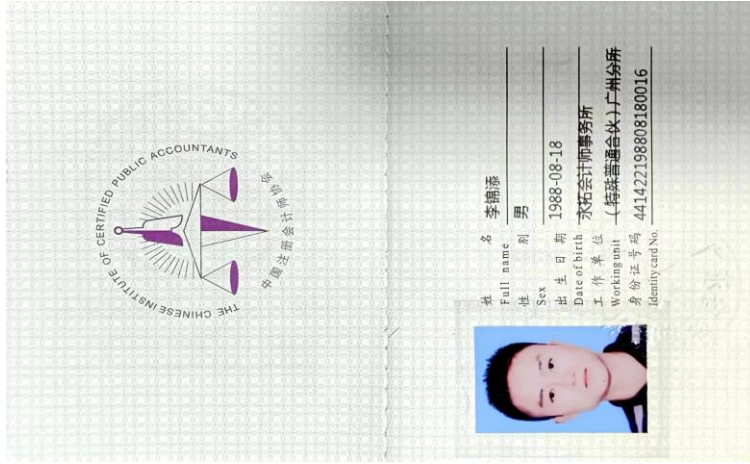 THE CHINESE INSTITUTE OF CERTIFIED PUBLIC ACCOUNTANTS
中国注册会计师协会
姓 名 李锦添
Full name
性 别 男
Sex
出生日期 1988-08-18
Date of birth
工作单位 永拓会计师事务所
Working unit (特殊普通合伙)广州分所
身份证号码 441422198808180016
Identity card No.